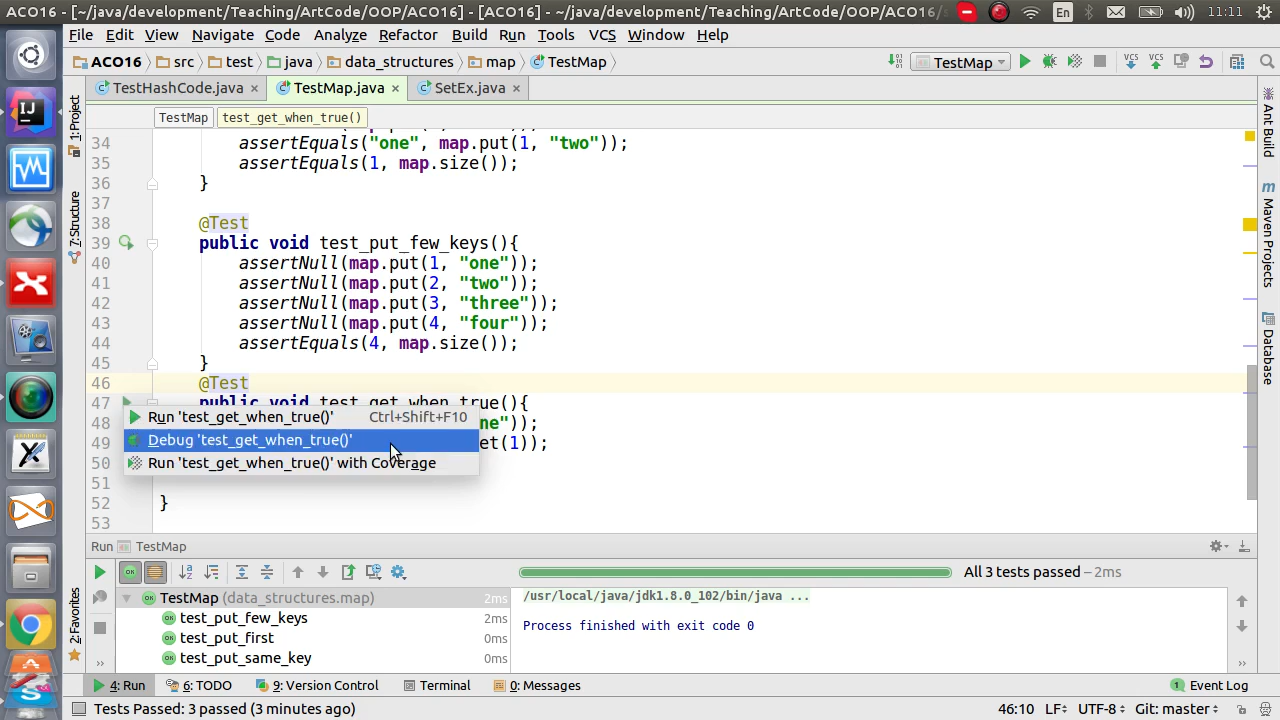 ACO16 - [~/java/development/Teaching/ArtCode/OOP/ACO16] - [ACO16] - ~/java/development/Teaching/ArtCode/OOP/ACO16/
En
11:11
File Edit View Navigate Code Analyze Refactor Build Run Tools VCS Window Help
ACO16 src test java data_structures map TestMap
TestMap
VCS VCS
TestHashCode.java × TestMap.java × SetEx.java ×
TestMap test_get_when_true()
34 assertEquals("one", map.put(1, "two"));
35 assertEquals(1, map.size());
36 }
37
38 @Test
39 public void test_put_few_keys(){
40 assertNull(map.put(1, "one"));
41 assertNull(map.put(2, "two"));
42 assertNull(map.put(3, "three"));
43 assertNull(map.put(4, "four"));
44 assertEquals(4, map.size());
45 }
46 @Test
47 public void test_get_when_true(){
48 ne"));
49 et(1));
50
51
52 }
53
Run 'test_get_when_true()' Ctrl+Shift+F10
Debug 'test_get_when_true()'
Run 'test_get_when_true()' with Coverage
1: Project
7: Structure
2: Favorites
Ant Build
Maven Projects
Database
Run TestMap
All 3 tests passed – 2ms
TestMap (data_structures.map) 2ms
test_put_few_keys 2ms
test_put_first 0ms
test_put_same_key 0ms
/usr/local/java/jdk1.8.0_102/bin/java ...
Process finished with exit code 0
4: Run 6: TODO 9: Version Control Terminal 0: Messages 1 Event Log
Tests Passed: 3 passed (3 minutes ago) 46:10 LF÷ UTF-8÷ Git: master÷